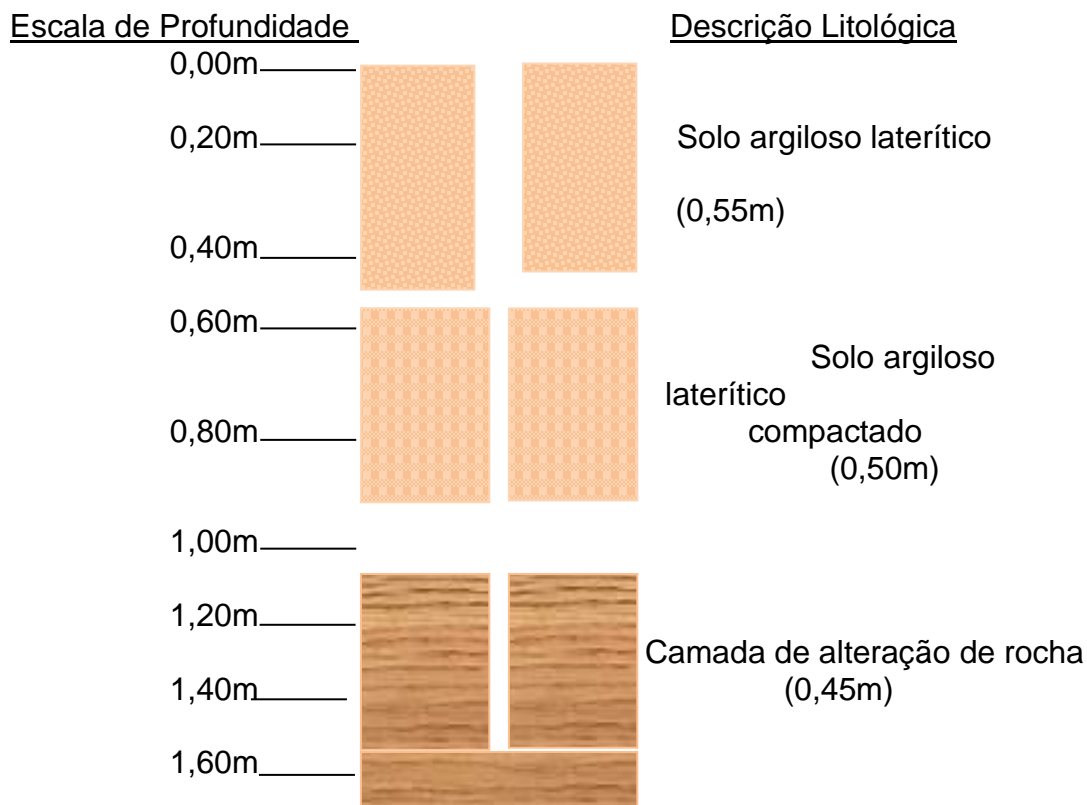 Escala de Profundidade Descrição Litológica
0,00m
0,20m Solo argiloso laterítico
(0,55m)
0,40m
0,60m
Solo argiloso
laterítico
0,80m compactado
(0,50m)
1,00m
1,20m
Camada de alteração de rocha
1,40m (0,45m)
1,60m